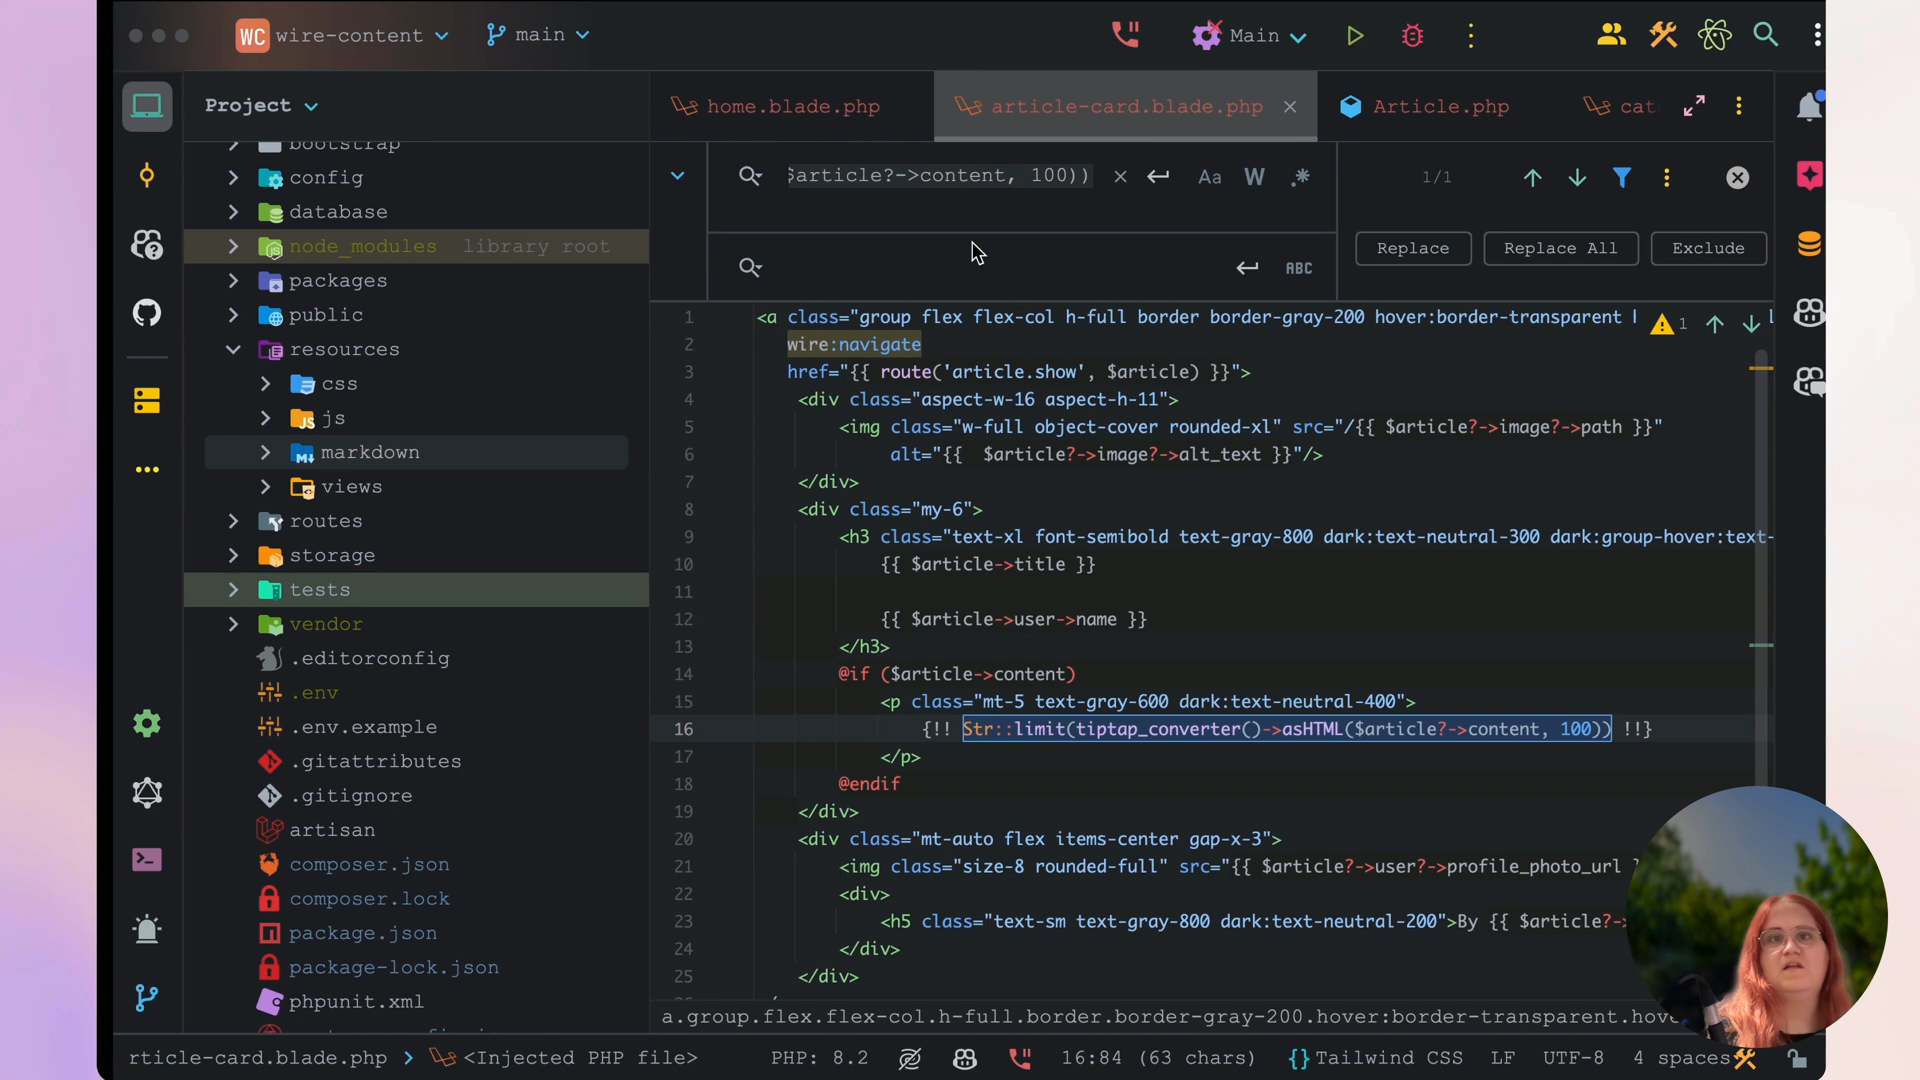 WC wire-content main Main
Project
home.blade.php article-card.blade.php Article.php cat
bootstrap
config
database
node_modules library root
packages
public
resources
css
js
markdown
views
routes
storage
tests
vendor
.editorconfig
.env
.env.example
.gitattributes
.gitignore
artisan
composer.json
composer.lock
package.json
package-lock.json
phpunit.xml
$article?->content, 100)) Aa W .* 1/1
ABC Replace Replace All Exclude
1 <a class="group flex flex-col h-full border border-gray-200 hover:border-transparent
1
2 wire:navigate
3 href="{{ route('article.show', $article) }}">
4 <div class="aspect-w-16 aspect-h-11">
5 <img class="w-full object-cover rounded-xl" src="/{{ $article?->image?->path }}"
6 alt="{{  $article?->image?->alt_text }}"/>
7 </div>
8 <div class="my-6">
9 <h3 class="text-xl font-semibold text-gray-800 dark:text-neutral-300 dark:group-hover:text-
10 {{ $article->title }}
11
12 {{ $article->user->name }}
13 </h3>
14 @if ($article->content)
15 <p class="mt-5 text-gray-600 dark:text-neutral-400">
16 {!! Str::limit(tiptap_converter()->asHTML($article?->content, 100)) !!}
17 </p>
18 @endif
19 </div>
20 <div class="mt-auto flex items-center gap-x-3">
21 <img class="size-8 rounded-full" src="{{ $article?->user?->profile_photo_url
22 <div>
23 <h5 class="text-sm text-gray-800 dark:text-neutral-200">By {{ $article?-
24 </div>
25 </div>
a.group.flex.flex-col.h-full.border.border-gray-200.hover:border-transparent.hov
rticle-card.blade.php <Injected PHP file> PHP: 8.2 16:84 (63 chars) {} Tailwind CSS LF UTF-8 4 spaces